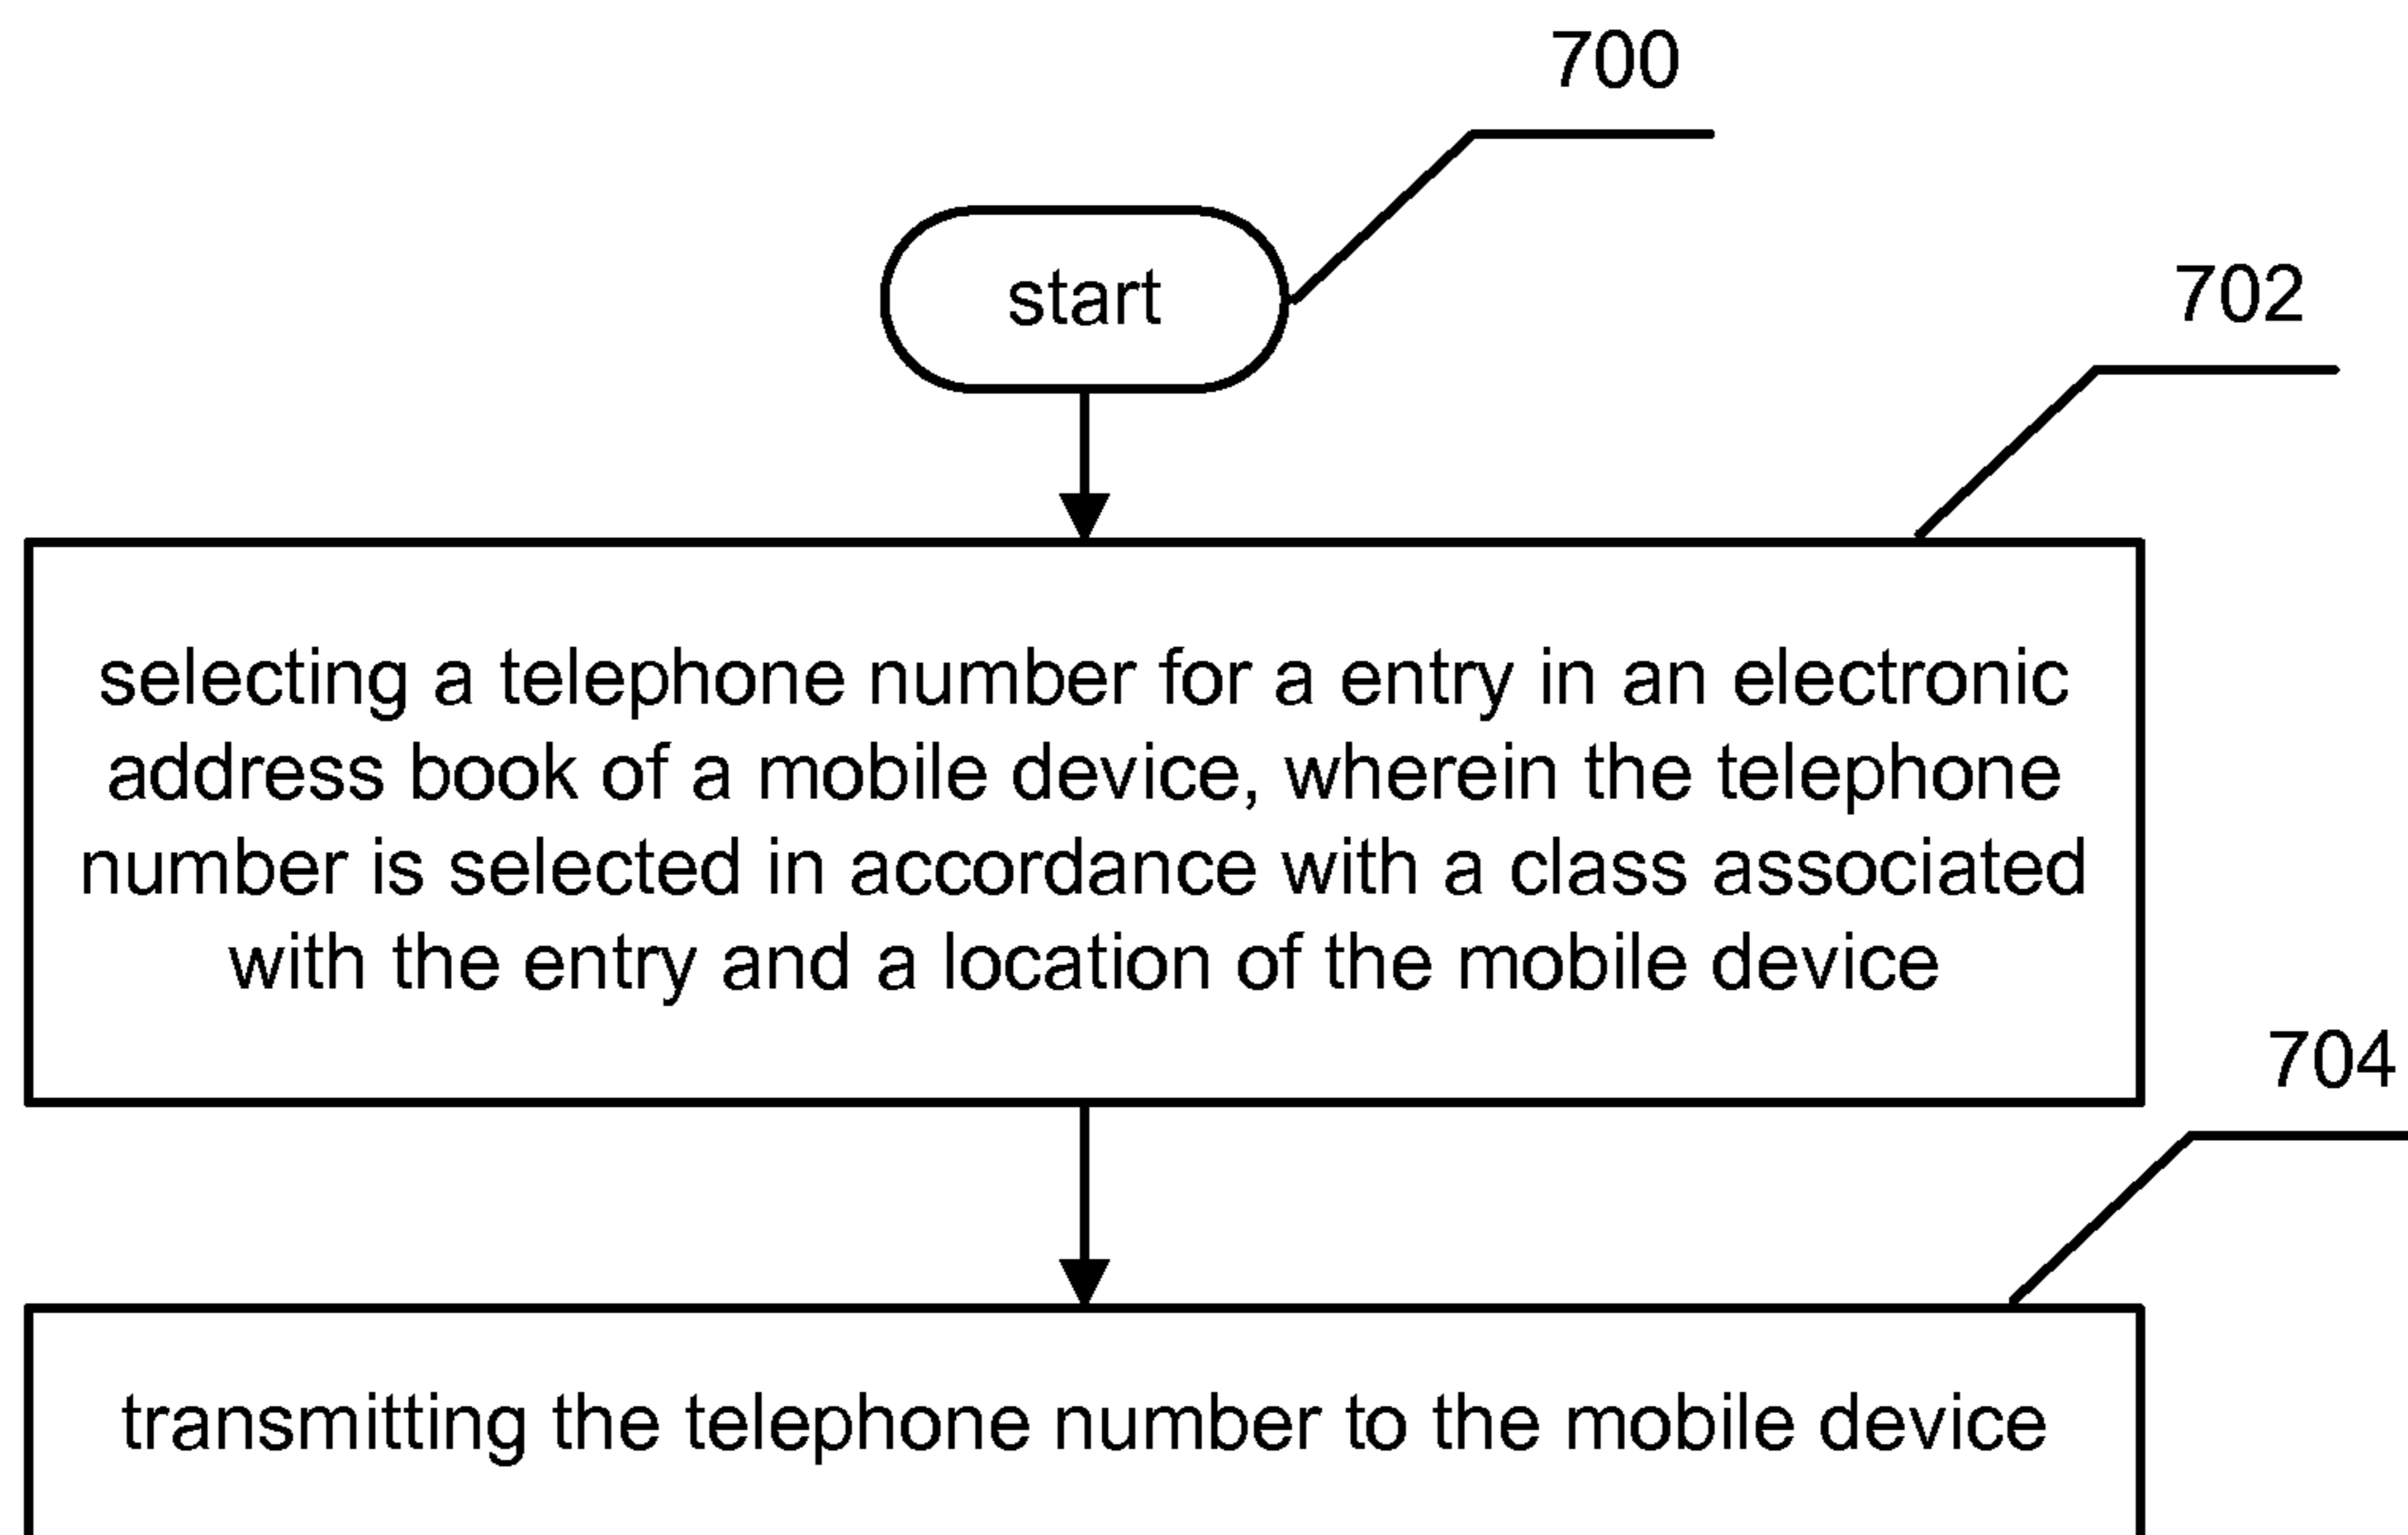 700
start
702
selecting a telephone number for a entry in an electronic
address book of a mobile device, wherein the telephone
number is selected in accordance with a class associated
with the entry and a location of the mobile device
704
transmitting the telephone number to the mobile device